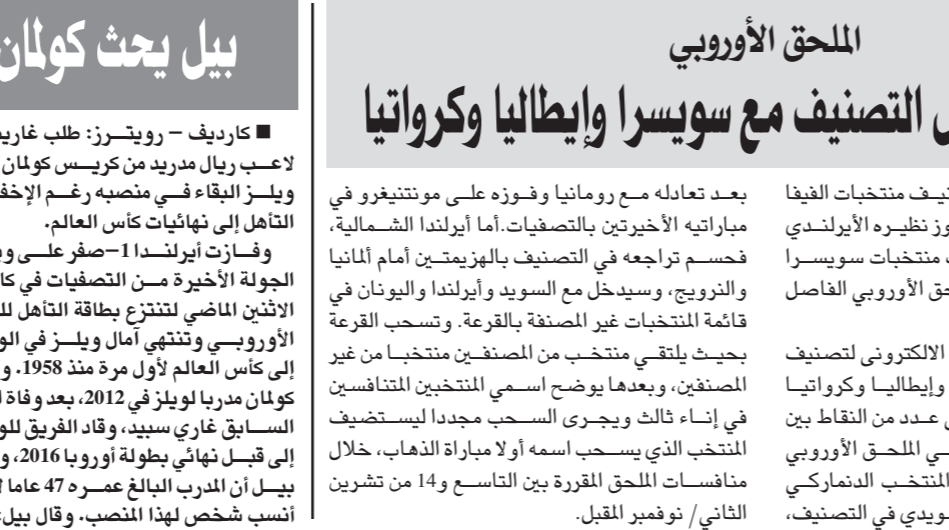 الملحق الأوروبي
التصنيف مع سويسرا وإيطاليا وكرواتيا
منتخبات الفيفا
نظيره الأيرلندي
منتخبات سويسرا
الأوروبي الفاصل
الالكترونى لتصنيف
وإيطاليا وكرواتيا
عدد من النقاط بين
الملحق الأوروبي
المنتخب الدنماركي
في التصنيف،
بعد تعادله مع رومانيا وفوزه على مونتنيغرو في
مباراتيه الأخيرتين بالتصفيات.أما أيرلندا الشمالية،
فحسم تراجعه في التصنيف بالهزيمتين أمام ألمانيا
والنرويج، وسيدخل مع السويد وأيرلندا واليونان في
قائمة المنتخبات غير المصنفة بالقرعة. وتسحب القرعة
بحيث يلتقي منتخب من المصنفين منتخبا من غير
المصنفين، وبعدها يوضح اسمي المنتخبين المتنافسين
في إناء ثالث ويجرى السحب مجددا ليستضيف
المنتخب الذي يسحب اسمه أولا مباراة الذهاب، خلال
منافسات الملحق المقررة بين التاسع و14 من تشرين
الثاني/ نوفمبر المقبل.
بيل يحث كولمان
■ كارديف – رويترز: طلب
لاعب ريال مدريد من كريس كولمان
ويلز البقاء في منصبه رغم
التأهل إلى نهائيات كأس العالم.
وفازت أيرلندا 1–صفر على
الجولة الأخيرة من التصفيات في
الاثنين الماضي لتنتزع بطاقة التأهل
الأوروبي وتنتهي آمال ويلز في
إلى كأس العالم لأول مرة منذ 1958.
كولمان مدربا لويلز في 2012، بعد وفاة
السابق غاري سبيد، وقاد الفريق
إلى قبل نهائي بطولة أوروبا 2016،
بيل أن المدرب البالغ عمره 47 عاما
أنسب شخص لهذا المنصب. وقال بيل: